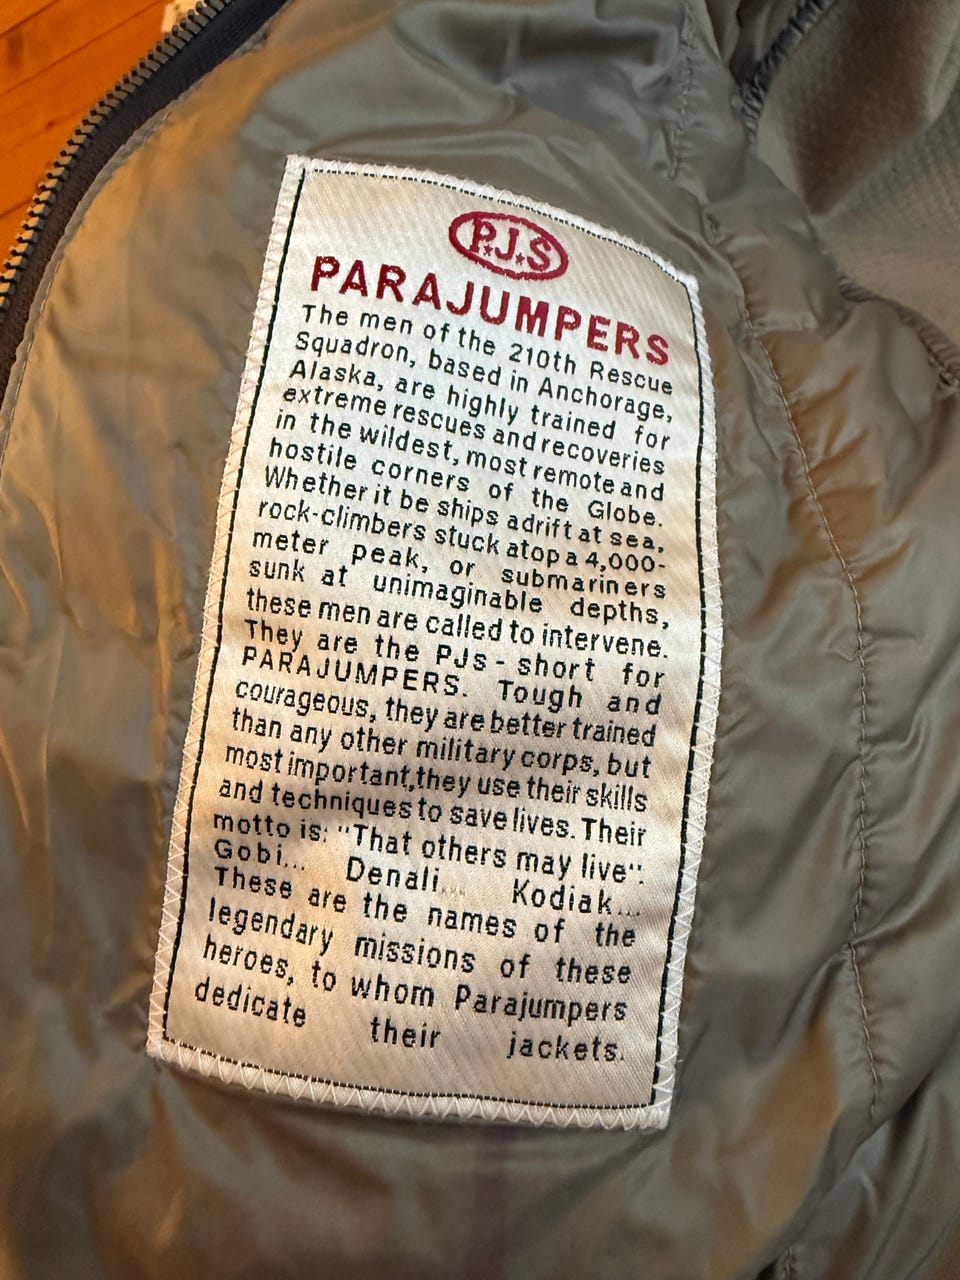 P.J.S
PARAJUMPERS
The men of the 210th Rescue
Squadron, based in Anchorage,
Alaska, are highly trained for
extreme rescues and recoveries
in the wildest, most remote and
hostile corners of the Globe.
Whether it be ships adrift at sea,
rock-climbers stuck atop a 4,000-
meter peak, or submariners
sunk at unimaginable depths,
these men are called to intervene.
They are the PJs - short for
PARAJUMPERS. Tough and
courageous, they are better trained
than any other military corps, but
most important,they use their skills
and techniques to save lives. Their
motto is: "That others may live".
Gobi... Denali... Kodiak...
These are the names of the
legendary missions of these
heroes, to whom Parajumpers
dedicate their jackets.